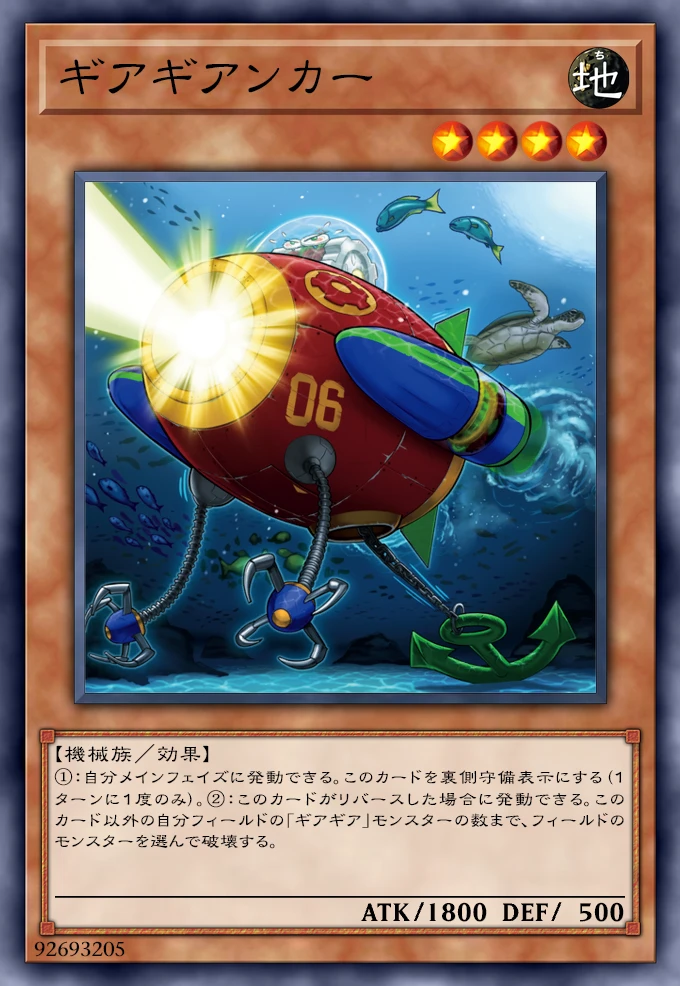 ギアギアンカー
ち
地
06
【機械族／効果】
①：自分メインフェイズに発動できる。このカードを裏側守備表示にする（1
ターンに1度のみ）。②：このカードがリバースした場合に発動できる。この
カード以外の自分フィールドの「ギアギア」モンスターの数まで、フィールドの
モンスターを選んで破壊する。
ATK/1800 DEF/ 500
92693205